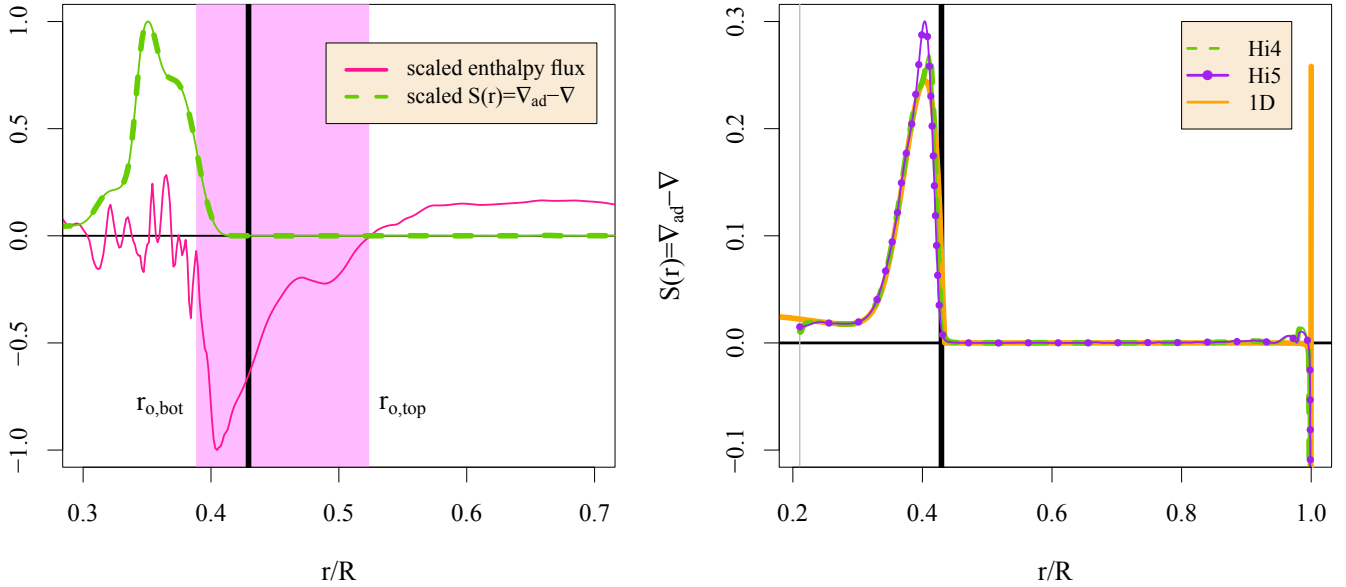 1.0
0.5
0.0
−0.5
−1.0
scaled enthalpy flux
scaled S(r)=∇ad−∇
ro,bot
ro,top
0.3 0.4 0.5 0.6 0.7
r/R
S(r)=∇ad−∇
0.3
0.2
0.1
0.0
−0.1
Hi4
Hi5
1D
0.2 0.4 0.6 0.8 1.0
r/R